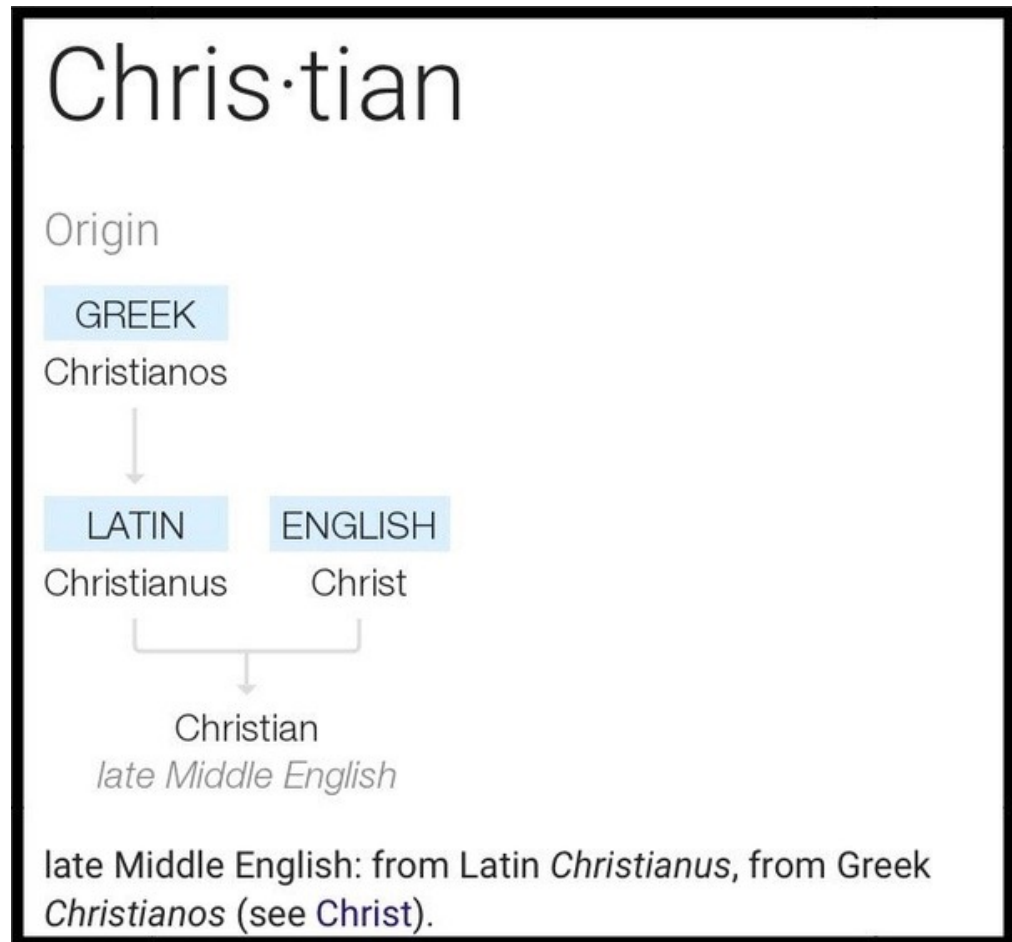 Chris·tian
Origin
GREEK
Christianos
LATIN ENGLISH
Christianus Christ
Christian
late Middle English
late Middle English: from Latin Christianus, from Greek
Christianos (see Christ).